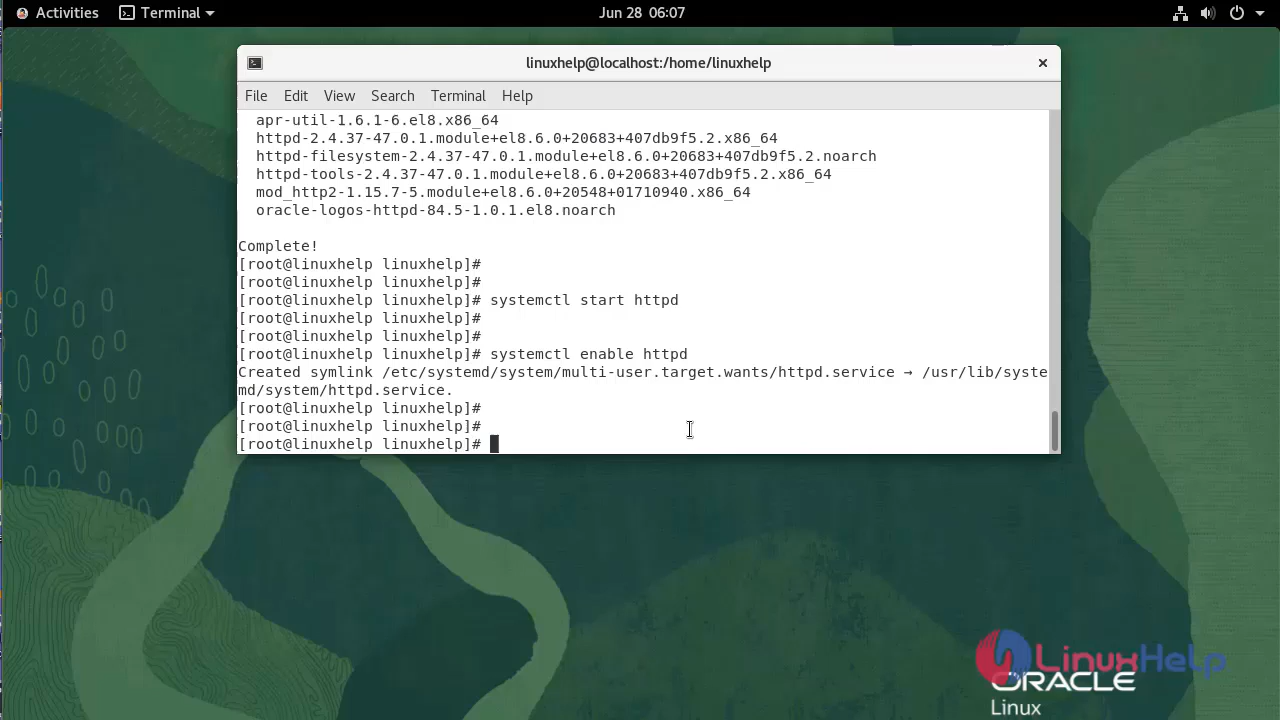 Activities Terminal Jun 28 06:07
linuxhelp@localhost:/home/linuxhelp
File Edit View Search Terminal Help
apr-util-1.6.1-6.el8.x86_64
httpd-2.4.37-47.0.1.module+el8.6.0+20683+407db9f5.2.x86_64
httpd-filesystem-2.4.37-47.0.1.module+el8.6.0+20683+407db9f5.2.noarch
httpd-tools-2.4.37-47.0.1.module+el8.6.0+20683+407db9f5.2.x86_64
mod_http2-1.15.7-5.module+el8.6.0+20548+01710940.x86_64
oracle-logos-httpd-84.5-1.0.1.el8.noarch
Complete!
[root@linuxhelp linuxhelp]#
[root@linuxhelp linuxhelp]#
[root@linuxhelp linuxhelp]# systemctl start httpd
[root@linuxhelp linuxhelp]#
[root@linuxhelp linuxhelp]#
[root@linuxhelp linuxhelp]# systemctl enable httpd
Created symlink /etc/systemd/system/multi-user.target.wants/httpd.service → /usr/lib/syste
md/system/httpd.service.
[root@linuxhelp linuxhelp]#
[root@linuxhelp linuxhelp]#
[root@linuxhelp linuxhelp]#
LinuxHelp
ORACLE
Linux